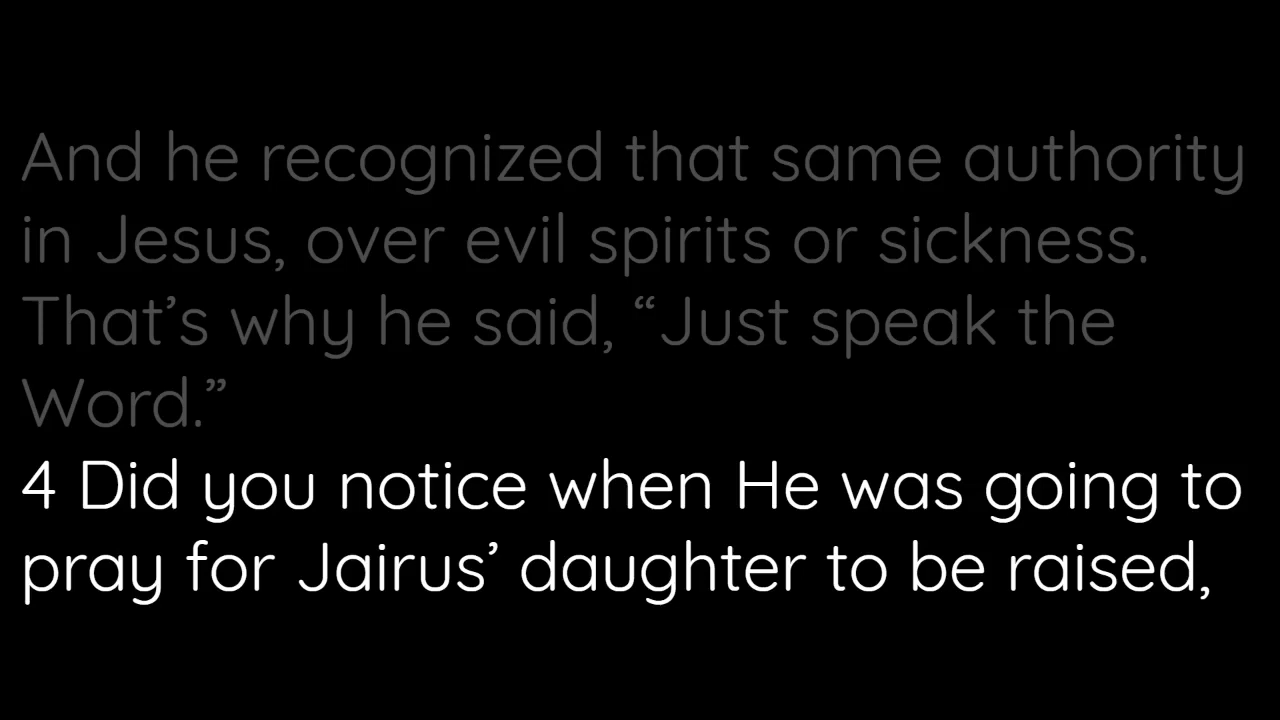 And he recognized that same authority
in Jesus, over evil spirits or sickness.
That’s why he said, “Just speak the
Word.”
4 Did you notice when He was going to
pray for Jairus’ daughter to be raised,